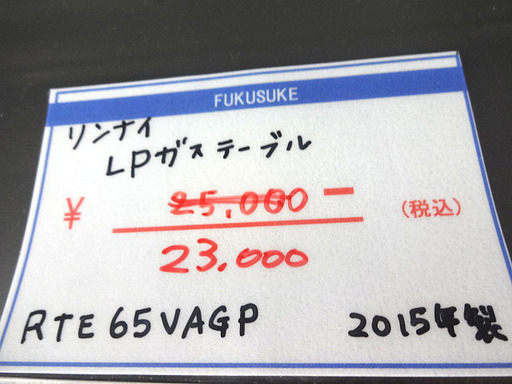 FUKUSUKE
リンナイ
LPガステーブル
¥ 25,000 - (税込)
23.000
RTE65VAGP 2015年製